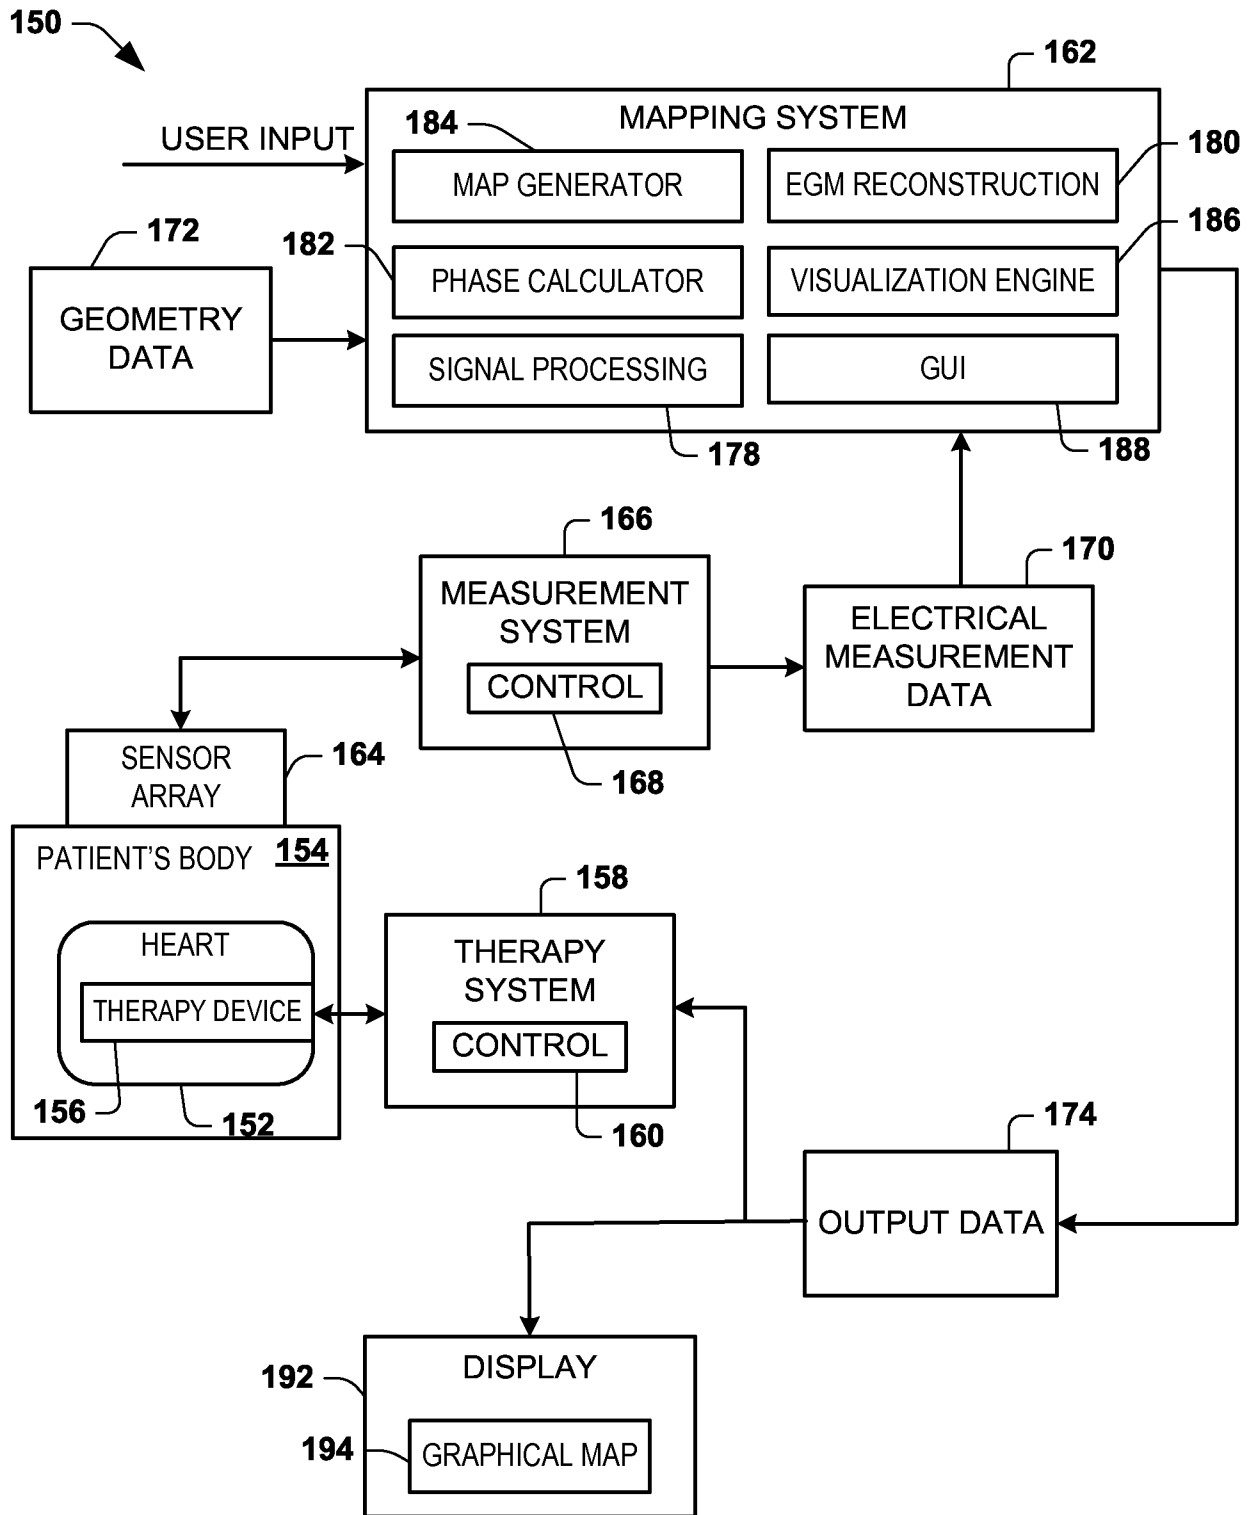 150
162
MAPPING SYSTEM
USER INPUT
184
MAP GENERATOR
EGM RECONSTRUCTION
180
172
182
PHASE CALCULATOR
VISUALIZATION ENGINE
186
GEOMETRY
DATA
SIGNAL PROCESSING
GUI
178
188
166
MEASUREMENT
SYSTEM
CONTROL
168
170
ELECTRICAL
MEASUREMENT
DATA
SENSOR
ARRAY
164
PATIENT'S BODY
154
HEART
THERAPY DEVICE
156
152
158
THERAPY
SYSTEM
CONTROL
160
174
OUTPUT DATA
192
DISPLAY
194
GRAPHICAL MAP